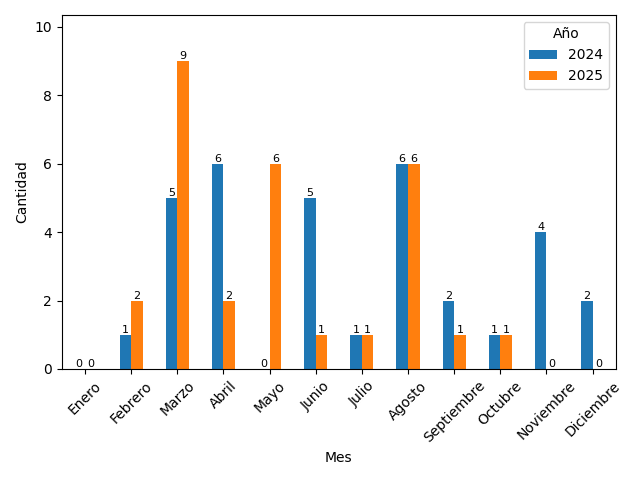 Año
2024
2025
Cantidad
10
8
6
4
2
0
0 0
1 2
5 9
6 2
0 6
5 1
1 1
6 6
2 1
1 1
4 0
2 0
Enero
Febrero
Marzo
Abril
Mayo
Junio
Julio
Agosto
Septiembre
Octubre
Noviembre
Diciembre
Mes